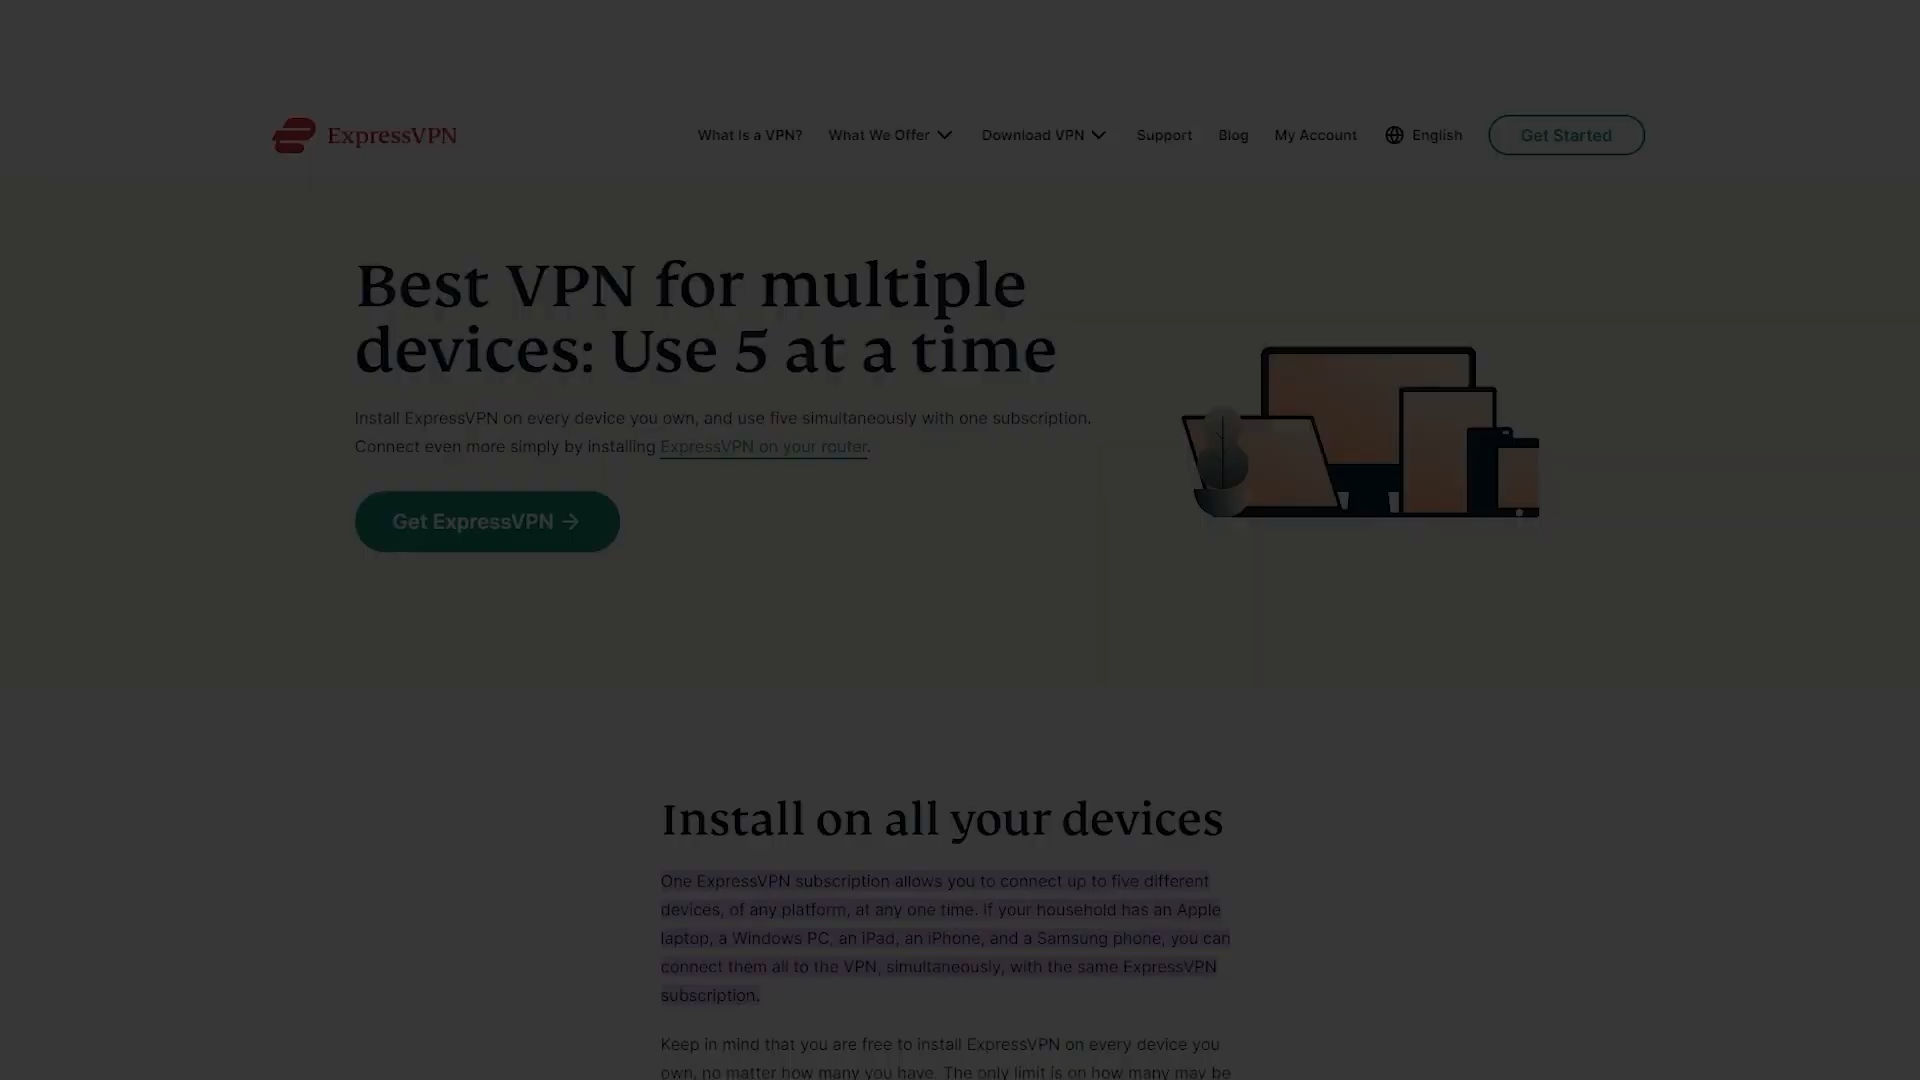 ExpressVPN
What Is a VPN? What We Offer Download VPN Support Blog My Account English Get Started
Best VPN for multiple
devices: Use 5 at a time
Install ExpressVPN on every device you own, and use five simultaneously with one subscription.
Connect even more simply by installing ExpressVPN on your router.
Get ExpressVPN →
Install on all your devices
One ExpressVPN subscription allows you to connect up to five different
devices, of any platform, at any one time. If your household has an Apple
laptop, a Windows PC, an iPad, an iPhone, and a Samsung phone, you can
connect them all to the VPN, simultaneously, with the same ExpressVPN
subscription.
Keep in mind that you are free to install ExpressVPN on every device you
own, no matter how many you have. The only limit is on how many may be